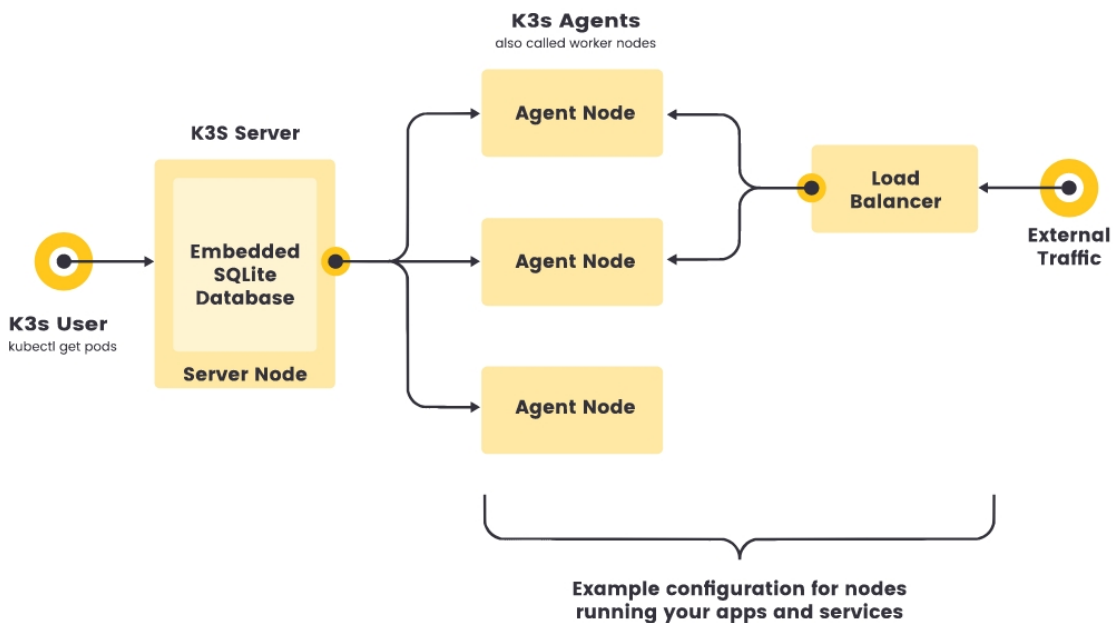 K3s Agents
also called worker nodes
Agent Node
K3S Server
Load
Balancer
Embedded
SQLite
Database
Agent Node
External
Traffic
K3s User
kubectl get pods
Server Node
Agent Node
Example configuration for nodes
running your apps and services